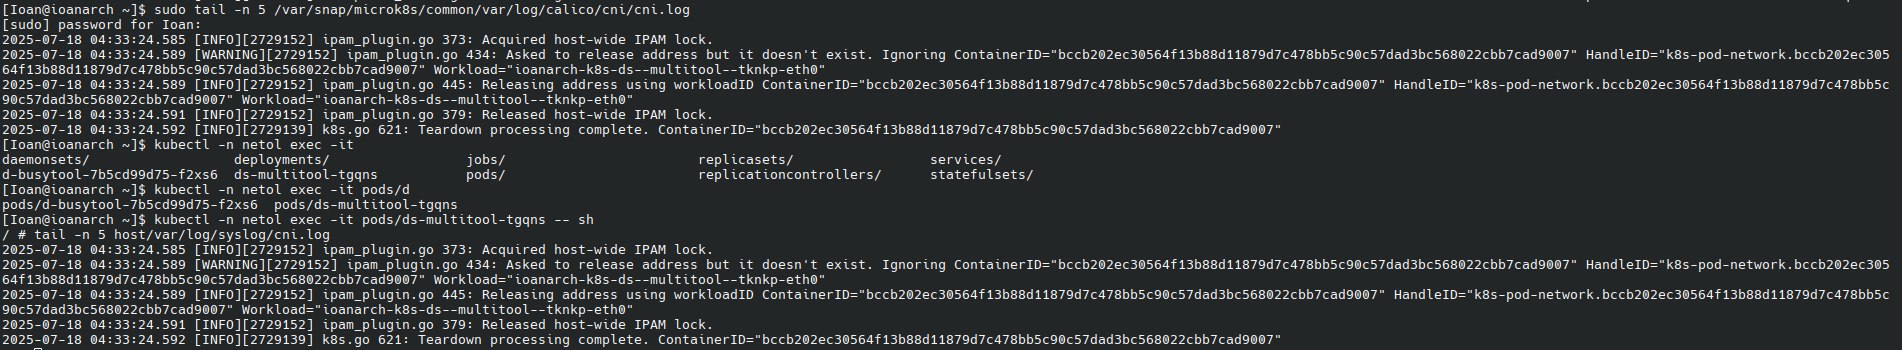 [Ioan@ioanarch ~]$ sudo tail -n 5 /var/snap/microk8s/common/var/log/calico/cni/cni.log
[sudo] password for Ioan:
2025-07-18 04:33:24.585 [INFO][2729152] ipam_plugin.go 373: Acquired host-wide IPAM lock.
2025-07-18 04:33:24.589 [WARNING][2729152] ipam_plugin.go 434: Asked to release address but it doesn't exist. Ignoring ContainerID="bccb202ec30564f13b88d11879d7c478bb5c90c57dad3bc568022cbb7cad9007" HandleID="k8s-pod-network.bccb202ec305
64f13b88d11879d7c478bb5c90c57dad3bc568022cbb7cad9007" Workload="ioanarch-k8s-ds--multitool--tknkp-eth0"
2025-07-18 04:33:24.589 [INFO][2729152] ipam_plugin.go 445: Releasing address using workloadID ContainerID="bccb202ec30564f13b88d11879d7c478bb5c90c57dad3bc568022cbb7cad9007" HandleID="k8s-pod-network.bccb202ec30564f13b88d11879d7c478bb5c
90c57dad3bc568022cbb7cad9007" Workload="ioanarch-k8s-ds--multitool--tknkp-eth0"
2025-07-18 04:33:24.591 [INFO][2729152] ipam_plugin.go 379: Released host-wide IPAM lock.
2025-07-18 04:33:24.592 [INFO][2729139] k8s.go 621: Teardown processing complete. ContainerID="bccb202ec30564f13b88d11879d7c478bb5c90c57dad3bc568022cbb7cad9007"
[Ioan@ioanarch ~]$ kubectl -n netol exec -it
daemonsets/ deployments/ jobs/ replicasets/ services/
d-busytool-7b5cd99d75-f2xs6 ds-multitool-tgqns pods/ replicationcontrollers/ statefulsets/
[Ioan@ioanarch ~]$ kubectl -n netol exec -it pods/d
pods/d-busytool-7b5cd99d75-f2xs6 pods/ds-multitool-tgqns
[Ioan@ioanarch ~]$ kubectl -n netol exec -it pods/ds-multitool-tgqns -- sh
/ # tail -n 5 host/var/log/syslog/cni.log
2025-07-18 04:33:24.585 [INFO][2729152] ipam_plugin.go 373: Acquired host-wide IPAM lock.
2025-07-18 04:33:24.589 [WARNING][2729152] ipam_plugin.go 434: Asked to release address but it doesn't exist. Ignoring ContainerID="bccb202ec30564f13b88d11879d7c478bb5c90c57dad3bc568022cbb7cad9007" HandleID="k8s-pod-network.bccb202ec305
64f13b88d11879d7c478bb5c90c57dad3bc568022cbb7cad9007" Workload="ioanarch-k8s-ds--multitool--tknkp-eth0"
2025-07-18 04:33:24.589 [INFO][2729152] ipam_plugin.go 445: Releasing address using workloadID ContainerID="bccb202ec30564f13b88d11879d7c478bb5c90c57dad3bc568022cbb7cad9007" HandleID="k8s-pod-network.bccb202ec30564f13b88d11879d7c478bb5c
90c57dad3bc568022cbb7cad9007" Workload="ioanarch-k8s-ds--multitool--tknkp-eth0"
2025-07-18 04:33:24.591 [INFO][2729152] ipam_plugin.go 379: Released host-wide IPAM lock.
2025-07-18 04:33:24.592 [INFO][2729139] k8s.go 621: Teardown processing complete. ContainerID="bccb202ec30564f13b88d11879d7c478bb5c90c57dad3bc568022cbb7cad9007"